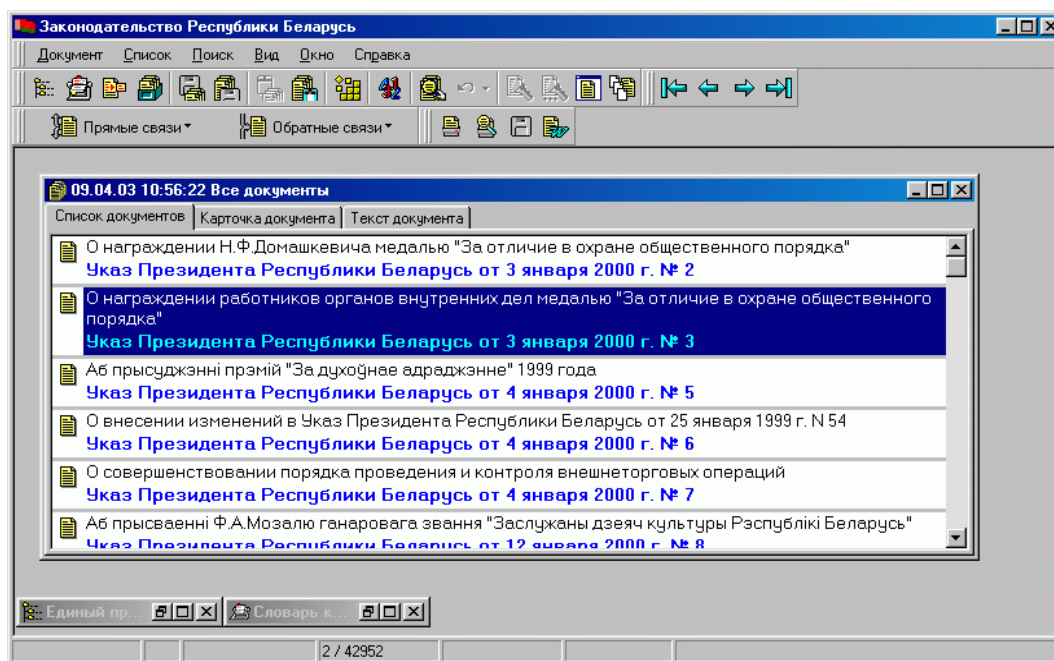 Законодательство Республики Беларусь
Документ Список Поиск Вид Окно Справка
Прямые связи Обратные связи
09.04.03 10:56:22 Все документы
Список документов Карточка документа Текст документа
О награждении Н.Ф.Домашкевича медалью "За отличие в охране общественного порядка"
Указ Президента Республики Беларусь от 3 января 2000 г. № 2
О награждении работников органов внутренних дел медалью "За отличие в охране общественного
порядка"
Указ Президента Республики Беларусь от 3 января 2000 г. № 3
Аб прысуджэнні прэмій "За духоўнае адраджэнне" 1999 года
Указ Президента Республики Беларусь от 4 января 2000 г. № 5
О внесении изменений в Указ Президента Республики Беларусь от 25 января 1999 г. N 54
Указ Президента Республики Беларусь от 4 января 2000 г. № 6
О совершенствовании порядка проведения и контроля внешнеторговых операций
Указ Президента Республики Беларусь от 4 января 2000 г. № 7
Аб прысваенні Ф.А.Мозалю ганаровага звання "Заслужаны дзеяч культуры Рэспублікі Беларусь"
Указ Президента Республики Беларусь от 12 января 2000 г. № 8
Единый пр... Словарь к...
2 / 42952